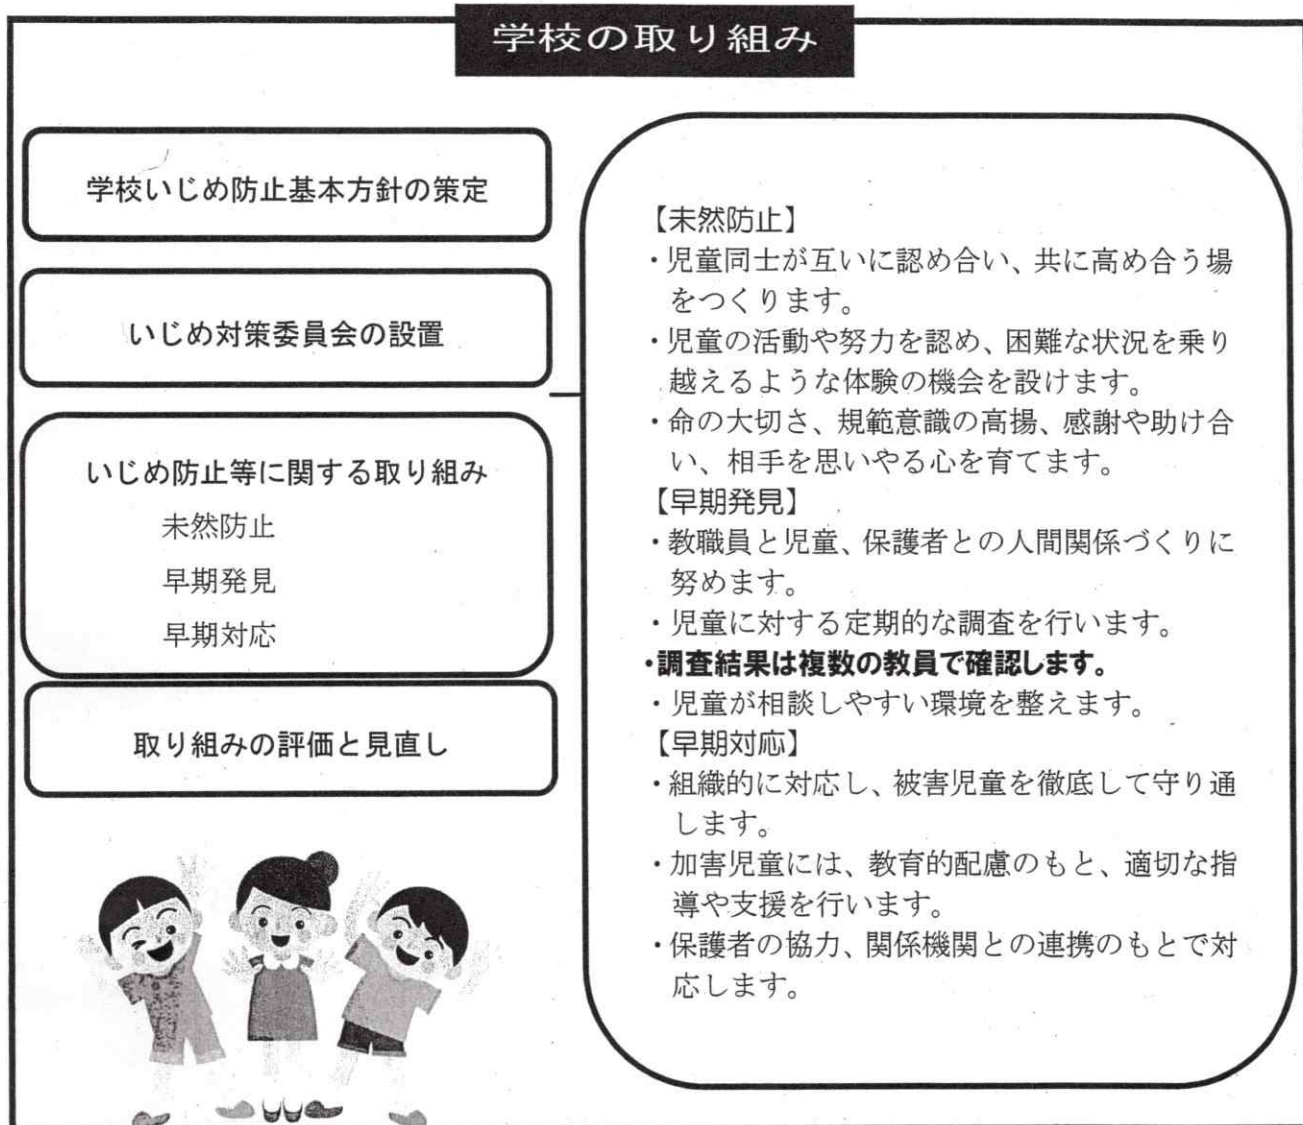 学校の取り組み
学校いじめ防止基本方針の策定
いじめ対策委員会の設置
いじめ防止等に関する取り組み
未然防止
早期発見
早期対応
取り組みの評価と見直し
【未然防止】
・児童同士が互いに認め合い、共に高め合う場
をつくります。
・児童の活動や努力を認め、困難な状況を乗り
越えるような体験の機会を設けます。
・命の大切さ、規範意識の高揚、感謝や助け合
い、相手を思いやる心を育てます。
【早期発見】
・教職員と児童、保護者との人間関係づくりに
努めます。
・児童に対する定期的な調査を行います。
・調査結果は複数の教員で確認します。
・児童が相談しやすい環境を整えます。
【早期対応】
・組織的に対応し、被害児童を徹底して守り通
します。
・加害児童には、教育的配慮のもと、適切な指
導や支援を行います。
・保護者の協力、関係機関との連携のもとで対
応します。